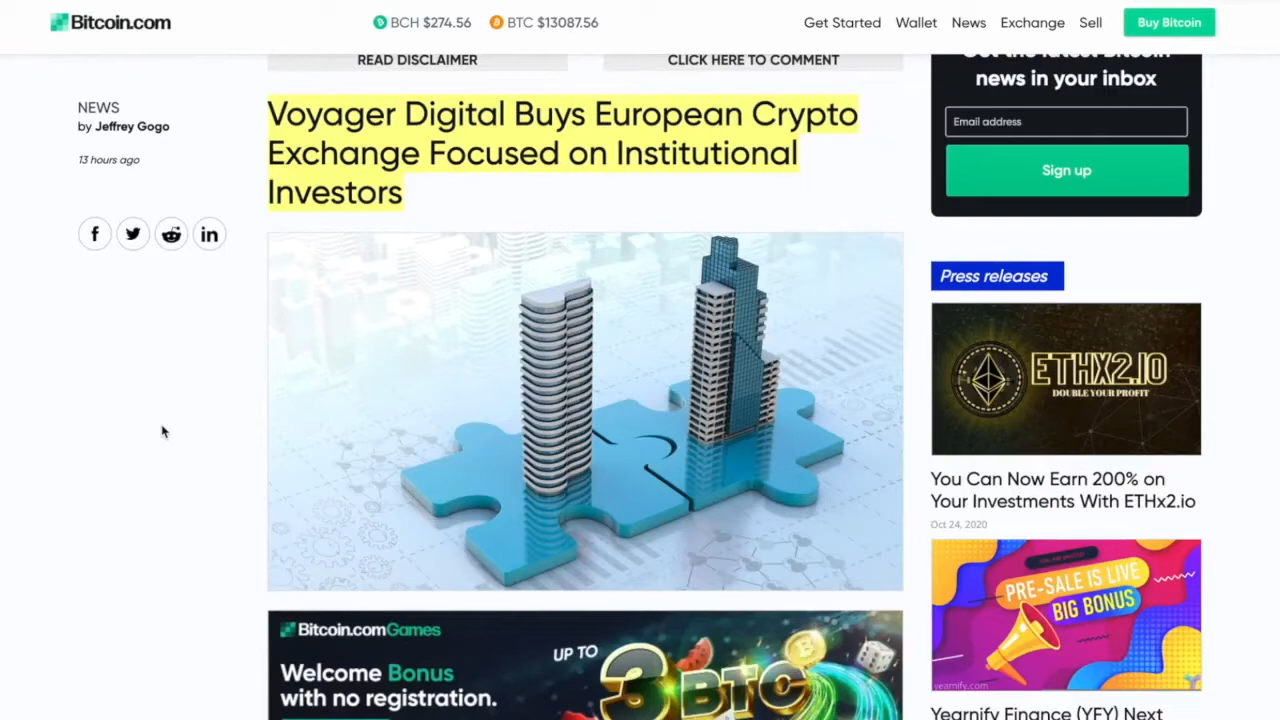 Bitcoin.com
BCH $274.56
BTC $13087.56
Get Started
Wallet
News
Exchange
Sell
Buy Bitcoin
READ DISCLAIMER
CLICK HERE TO COMMENT
NEWS
by Jeffrey Gogo
13 hours ago
Voyager Digital Buys European Crypto
Exchange Focused on Institutional
Investors
Bitcoin.comGames
Welcome Bonus
with no registration.
UP TO
3 BTC
news in your inbox
Email address
Sign up
Press releases
ETHX2.IO
DOUBLE YOUR PROFIT
You Can Now Earn 200% on
Your Investments With ETHx2.io
Oct 24, 2020
PRE-SALE IS LIVE
BIG BONUS
yearnify.com
Yearnify Finance (YFY) Next